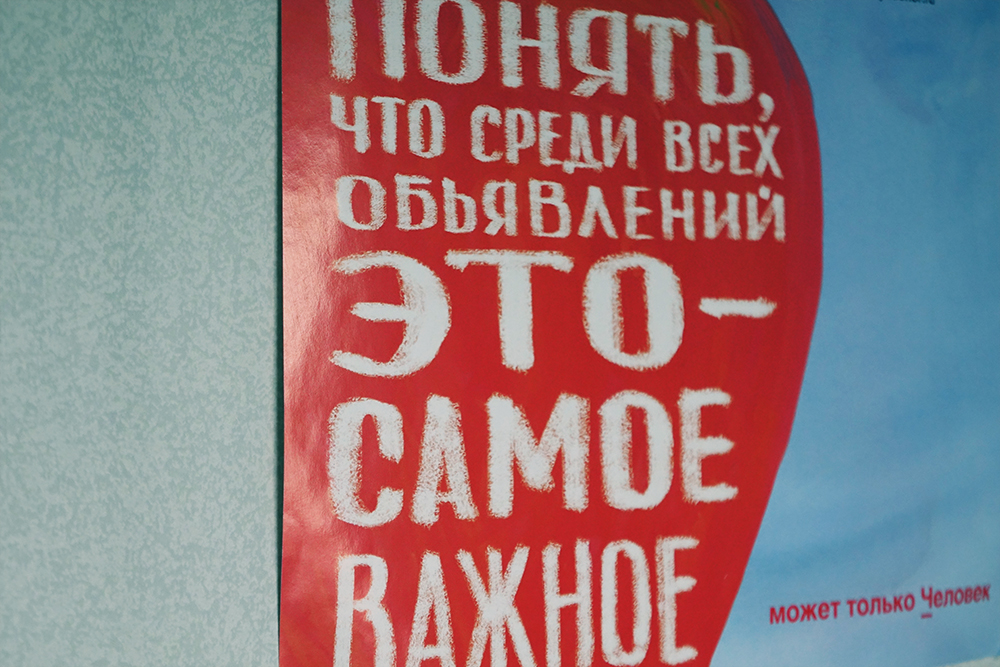 ПОНЯТЬ,
ЧТО СРЕДИ ВСЕХ
ОБЬЯВЛЕНИЙ
ЭТО–
САМОЕ
ВАЖНОЕ
может только Человек